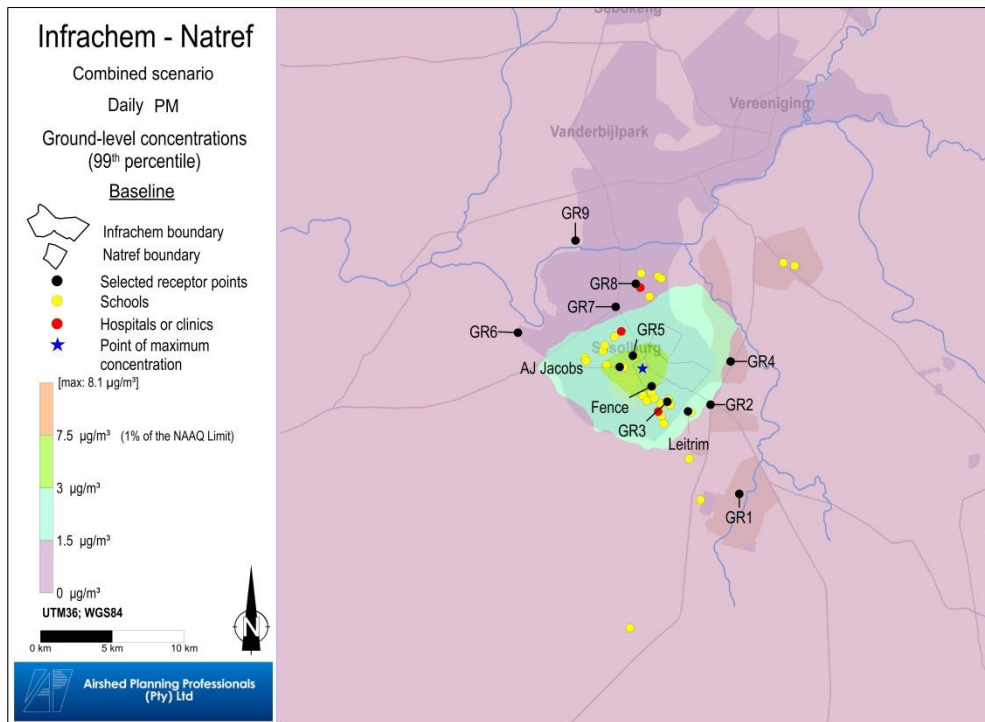 Infrachem - Natref
Combined scenario
Daily PM
Ground-level concentrations
(99th percentile)
Baseline
Infrachem boundary
Natref boundary
Selected receptor points
Schools
Hospitals or clinics
Point of maximum
concentration
[max: 8.1 µg/m³]
7.5 µg/m³ (1% of the NAAQ Limit)
3 µg/m³
1.5 µg/m³
0 µg/m³
UTM36; WGS84
0 km 5 km 10 km
N
Airshed Planning Professionals
(Pty) Ltd
Sebokeng
Vereeniging
Vanderbijlpark
GR9
GR8
GR7
GR6
GR5
Sasolburg
AJ Jacobs
GR4
Fence
GR2
GR3
Leitrim
GR1